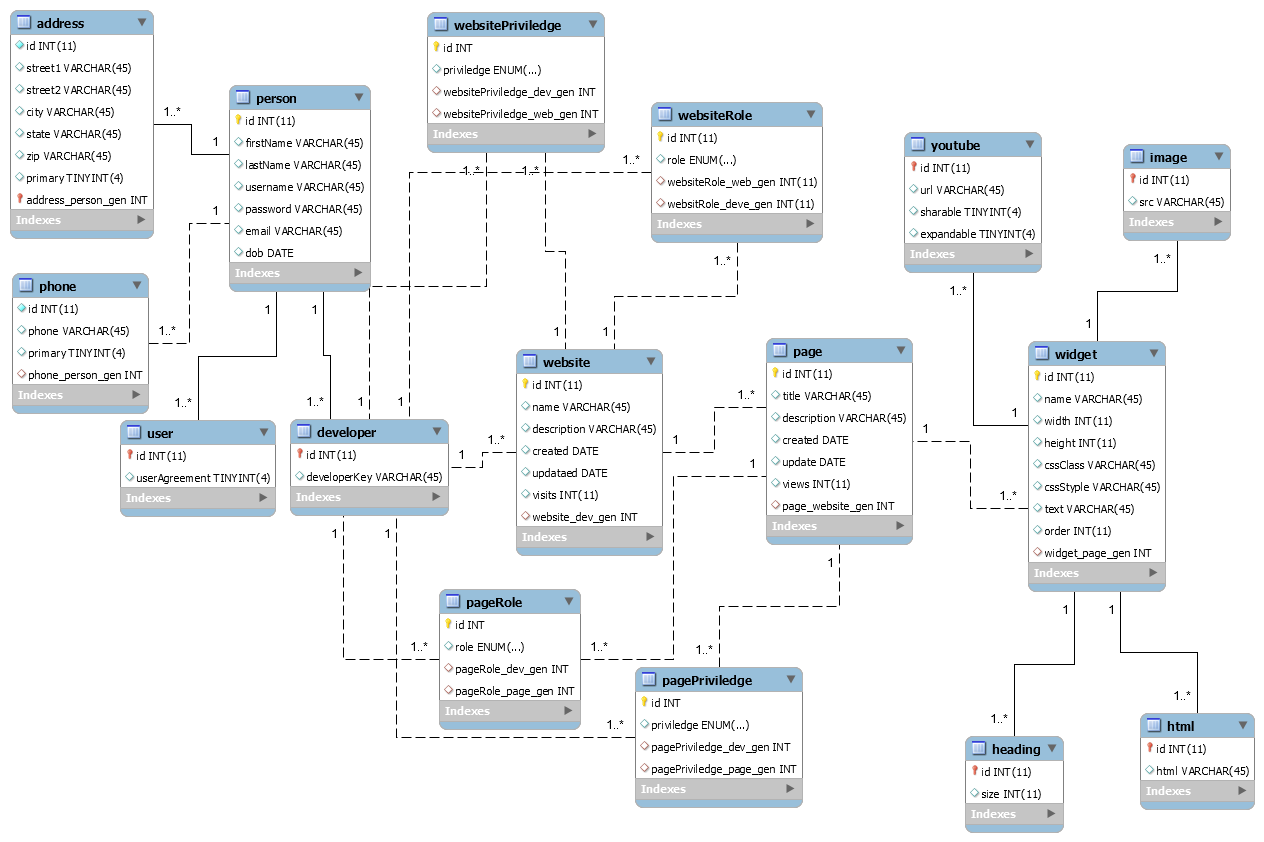 address
id INT(11)
street1 VARCHAR(45)
street2 VARCHAR(45)
city VARCHAR(45)
state VARCHAR(45)
zip VARCHAR(45)
primary TINYINT(4)
address_person_gen INT
Indexes
person
id INT(11)
firstName VARCHAR(45)
lastName VARCHAR(45)
username VARCHAR(45)
password VARCHAR(45)
email VARCHAR(45)
dob DATE
Indexes
websitePriviledge
id INT
priviledge ENUM(...)
websitePriviledge_dev_gen INT
websitePriviledge_web_gen INT
Indexes
websiteRole
id INT(11)
role ENUM(...)
websiteRole_web_gen INT(11)
websitRole_deve_gen INT(11)
Indexes
youtube
id INT(11)
url VARCHAR(45)
sharable TINYINT(4)
expandable TINYINT(4)
Indexes
image
id INT(11)
src VARCHAR(45)
Indexes
phone
id INT(11)
phone VARCHAR(45)
primary TINYINT(4)
phone_person_gen INT
Indexes
user
id INT(11)
userAgreement TINYINT(4)
Indexes
developer
id INT(11)
developerKey VARCHAR(45)
Indexes
website
id INT(11)
name VARCHAR(45)
description VARCHAR(45)
created DATE
updataed DATE
visits INT(11)
website_dev_gen INT
Indexes
page
id INT(11)
title VARCHAR(45)
description VARCHAR(45)
created DATE
update DATE
views INT(11)
page_website_gen INT
Indexes
widget
id INT(11)
name VARCHAR(45)
width INT(11)
height INT(11)
cssClass VARCHAR(45)
cssStyple VARCHAR(45)
text VARCHAR(45)
order INT(11)
widget_page_gen INT
Indexes
pageRole
id INT
role ENUM(...)
pageRole_dev_gen INT
pageRole_page_gen INT
Indexes
pagePriviledge
id INT
priviledge ENUM(...)
pagePriviledge_dev_gen INT
pagePriviledge_page_gen INT
Indexes
heading
id INT(11)
size INT(11)
Indexes
html
id INT(11)
html VARCHAR(45)
Indexes
1..*
1
1
1..*
1
1..*
1
1..*
1..*
1
1..*
1
1..*
1
1..*
1
1
1..*
1
1..*
1
1..*
1..*
1
1
1..*
1
1..*
1
1..*
1..*
1
1..*
1
1
1..*
1
1..*